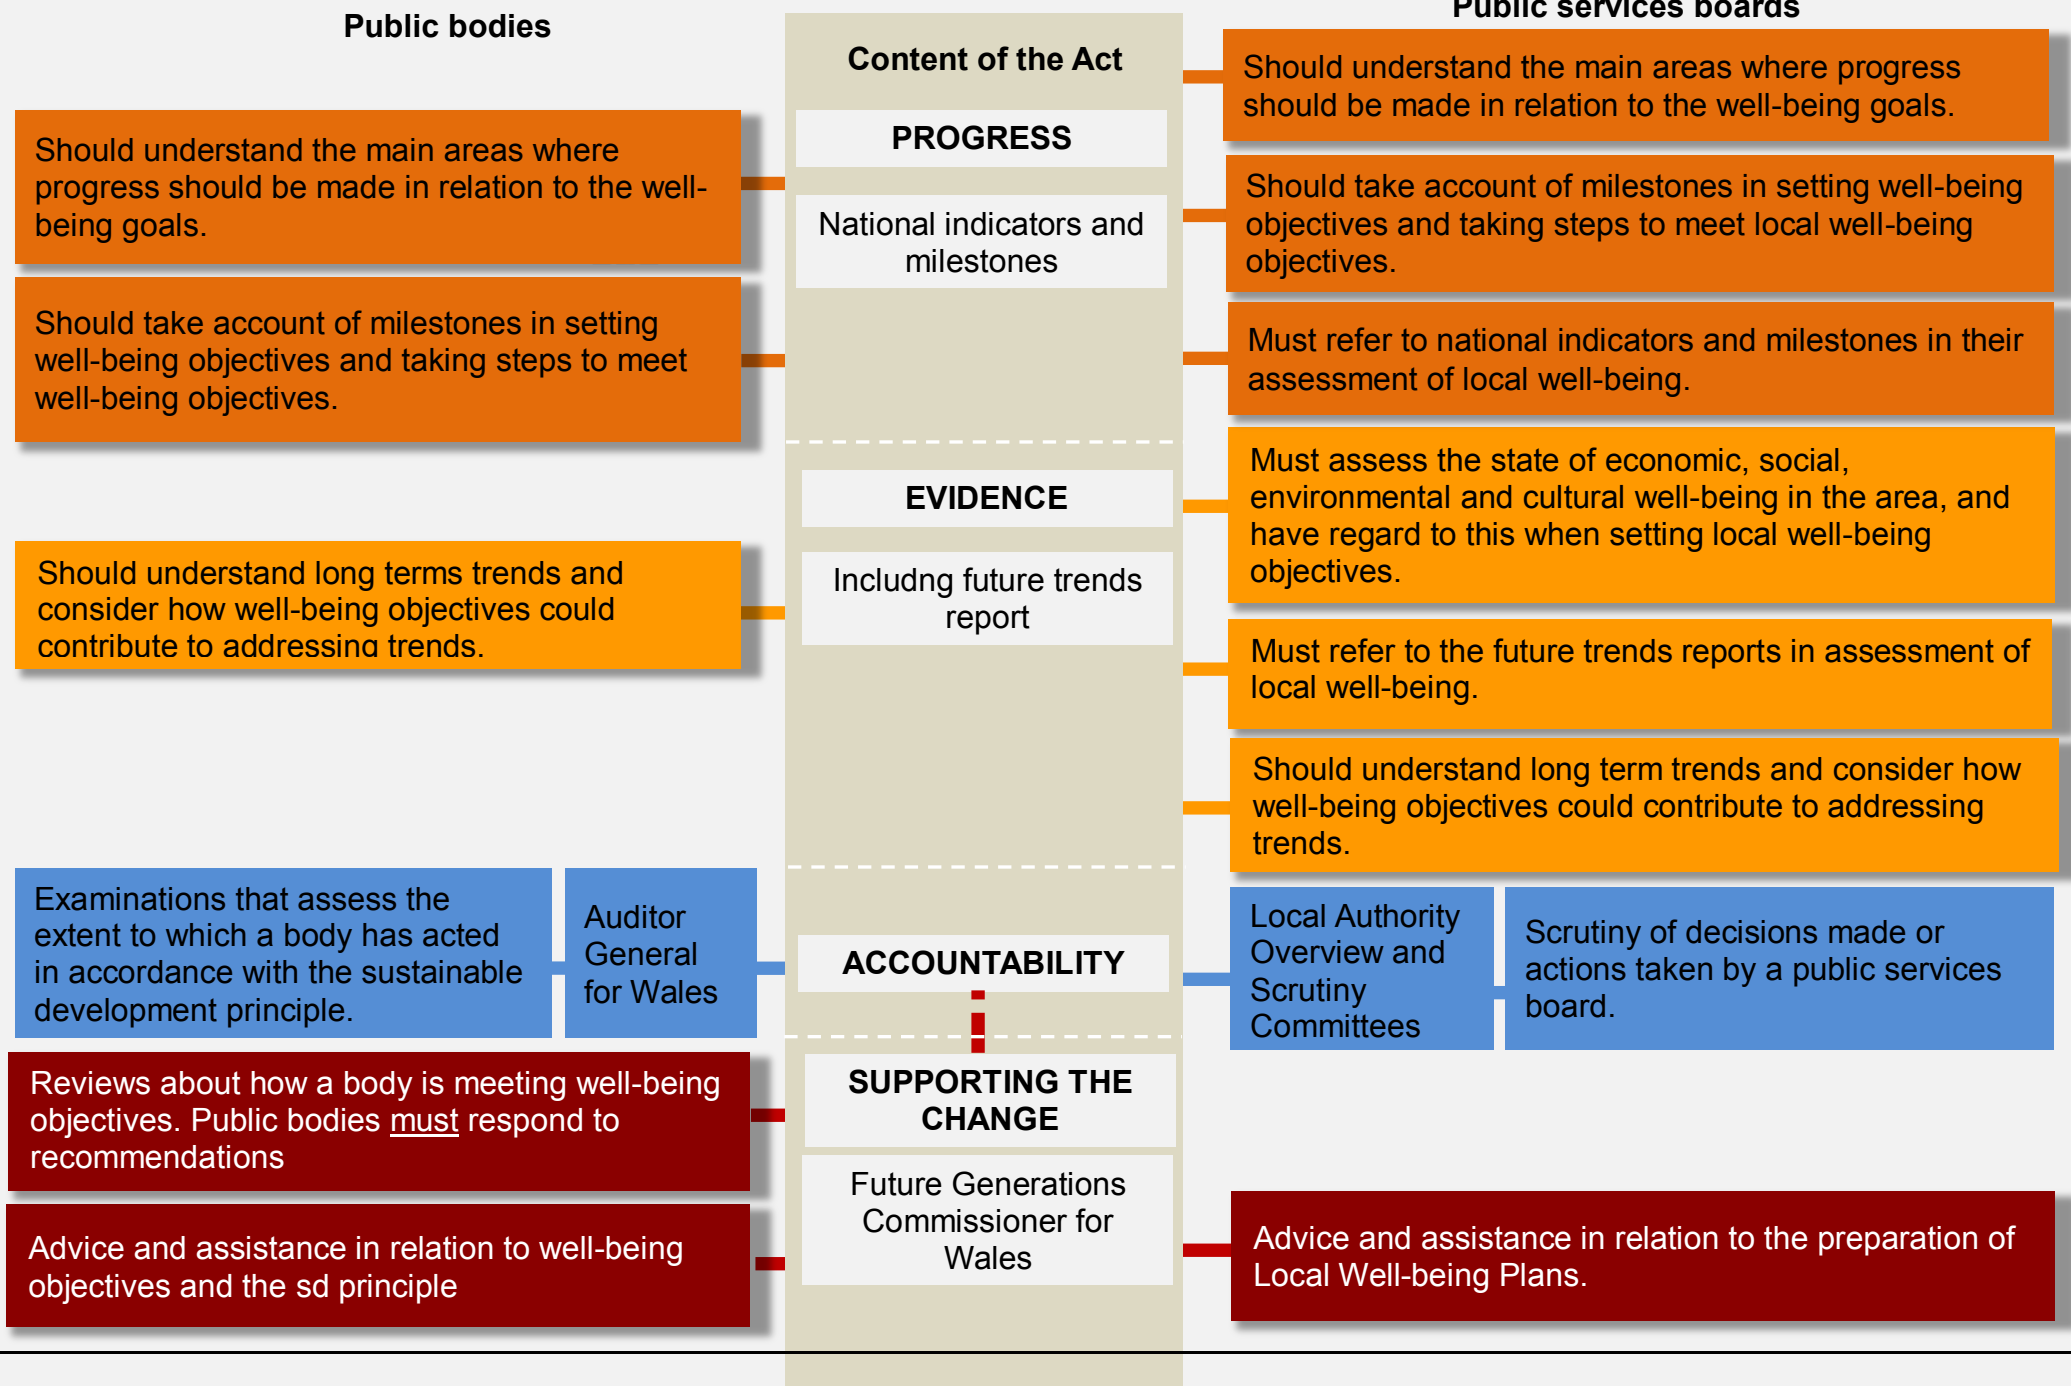 Public bodies
Should understand the main areas where
progress should be made in relation to the well-
being goals.
Should take account of milestones in setting
well-being objectives and taking steps to meet
well-being objectives.
Should understand long terms trends and
consider how well-being objectives could
contribute to addressing trends.
Examinations that assess the
extent to which a body has acted
in accordance with the sustainable
development principle.
Auditor
General
for Wales
Reviews about how a body is meeting well-being
objectives. Public bodies must respond to
recommendations
Advice and assistance in relation to well-being
objectives and the sd principle
Content of the Act
PROGRESS
National indicators and
milestones
EVIDENCE
Includng future trends
report
ACCOUNTABILITY
SUPPORTING THE
CHANGE
Future Generations
Commissioner for
Wales
Public services boards
Should understand the main areas where progress
should be made in relation to the well-being goals.
Should take account of milestones in setting well-being
objectives and taking steps to meet local well-being
objectives.
Must refer to national indicators and milestones in their
assessment of local well-being.
Must assess the state of economic, social,
environmental and cultural well-being in the area, and
have regard to this when setting local well-being
objectives.
Must refer to the future trends reports in assessment of
local well-being.
Should understand long term trends and consider how
well-being objectives could contribute to addressing
trends.
Local Authority
Overview and
Scrutiny
Committees
Scrutiny of decisions made or
actions taken by a public services
board.
Advice and assistance in relation to the preparation of
Local Well-being Plans.